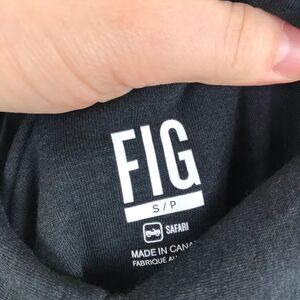 FIG
S / P
SAFARI
MADE IN CANA
FABRIQUE AU